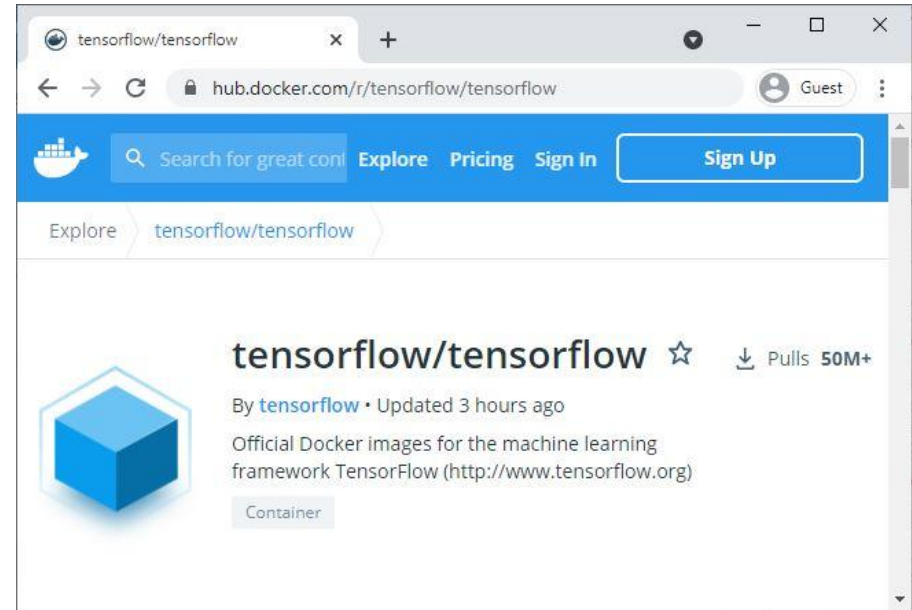 tensorflow/tensorflow
hub.docker.com/r/tensorflow/tensorflow
Guest
Search for great cont
Explore
Pricing
Sign In
Sign Up
Explore
tensorflow/tensorflow
tensorflow/tensorflow
Pulls 50M+
By tensorflow • Updated 3 hours ago
Official Docker images for the machine learning
framework TensorFlow (http://www.tensorflow.org)
Container